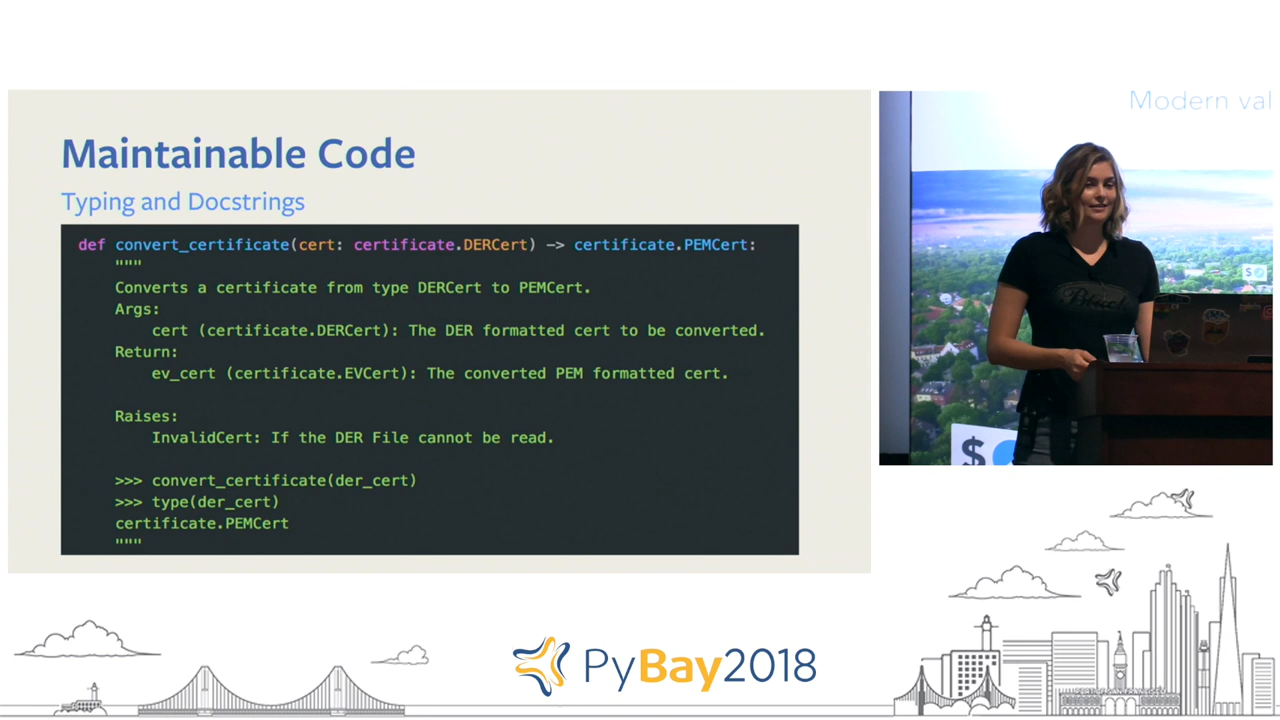 Maintainable Code
Typing and Docstrings
def convert_certificate(cert: certificate.DERCert) -> certificate.PEMCert:
"""
Converts a certificate from type DERCert to PEMCert.
Args:
cert (certificate.DERCert): The DER formatted cert to be converted.
Return:
ev_cert (certificate.EVCert): The converted PEM formatted cert.
Raises:
InvalidCert: If the DER File cannot be read.
>>> convert_certificate(der_cert)
>>> type(der_cert)
certificate.PEMCert
"""
Modern val
$
$
PyBay2018